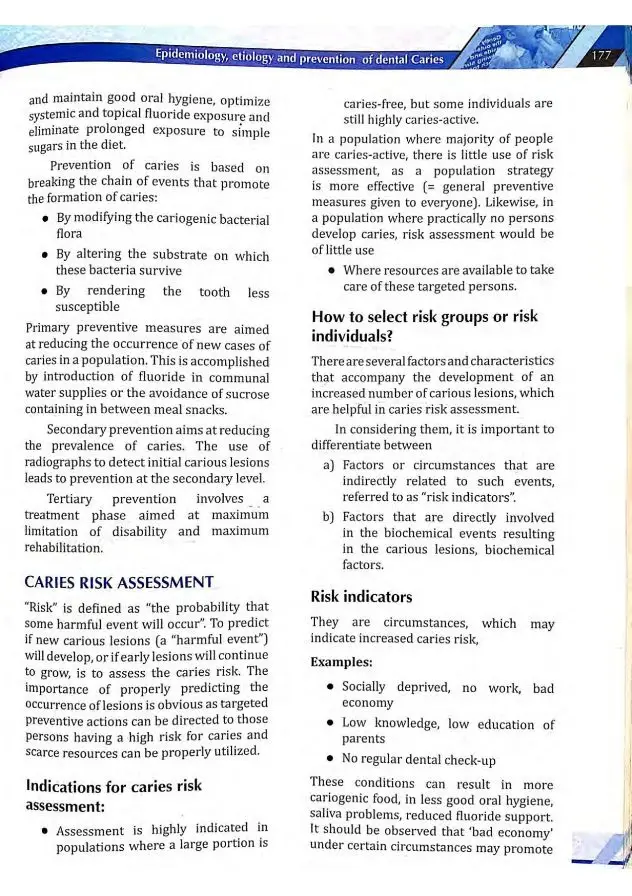 Epidemiology, etiology and prevention of dental Caries
177
and maintain good oral hygiene, optimize
systemic and topical fluoride exposure and
eliminate prolonged exposure to simple
sugars in the diet.
Prevention of caries is based on
breaking the chain of events that promote
the formation of caries:
• By modifying the cariogenic bacterial
flora
• By altering the substrate on which
these bacteria survive
• By rendering the tooth less
susceptible
Primary preventive measures are aimed
at reducing the occurrence of new cases of
caries in a population. This is accomplished
by introduction of fluoride in communal
water supplies or the avoidance of sucrose
containing in between meal snacks.
Secondary prevention aims at reducing
the prevalence of caries. The use of
radiographs to detect initial carious lesions
leads to prevention at the secondary level.
Tertiary prevention involves a
treatment phase aimed at maximum
limitation of disability and maximum
rehabilitation.
CARIES RISK ASSESSMENT
"Risk" is defined as "the probability that
some harmful event will occur". To predict
if new carious lesions (a "harmful event")
will develop, or if early lesions will continue
to grow, is to assess the caries risk. The
importance of properly predicting the
occurrence of lesions is obvious as targeted
preventive actions can be directed to those
persons having a high risk for caries and
scarce resources can be properly utilized.
Indications for caries risk
assessment:
• Assessment is highly indicated in
populations where a large portion is
caries-free, but some individuals are
still highly caries-active.
In a population where majority of people
are caries-active, there is little use of risk
assessment, as a population strategy
is more effective (= general preventive
measures given to everyone). Likewise, in
a population where practically no persons
develop caries, risk assessment would be
of little use
• Where resources are available to take
care of these targeted persons.
How to select risk groups or risk
individuals?
There are several factors and characteristics
that accompany the development of an
increased number of carious lesions, which
are helpful in caries risk assessment.
In considering them, it is important to
differentiate between
a) Factors or circumstances that are
indirectly related to such events,
referred to as "risk indicators".
b) Factors that are directly involved
in the biochemical events resulting
in the carious lesions, biochemical
factors.
Risk indicators
They are circumstances, which may
indicate increased caries risk,
Examples:
• Socially deprived, no work, bad
economy
• Low knowledge, low education of
parents
• No regular dental check-up
These conditions can result in more
cariogenic food, in less good oral hygiene,
saliva problems, reduced fluoride support.
It should be observed that 'bad economy'
under certain circumstances may promote